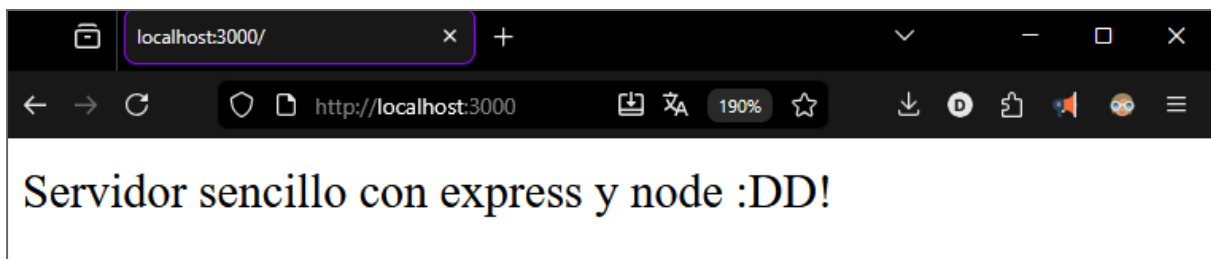 localhost:3000/
http://localhost:3000 190% D
Servidor sencillo con express y node :DD!